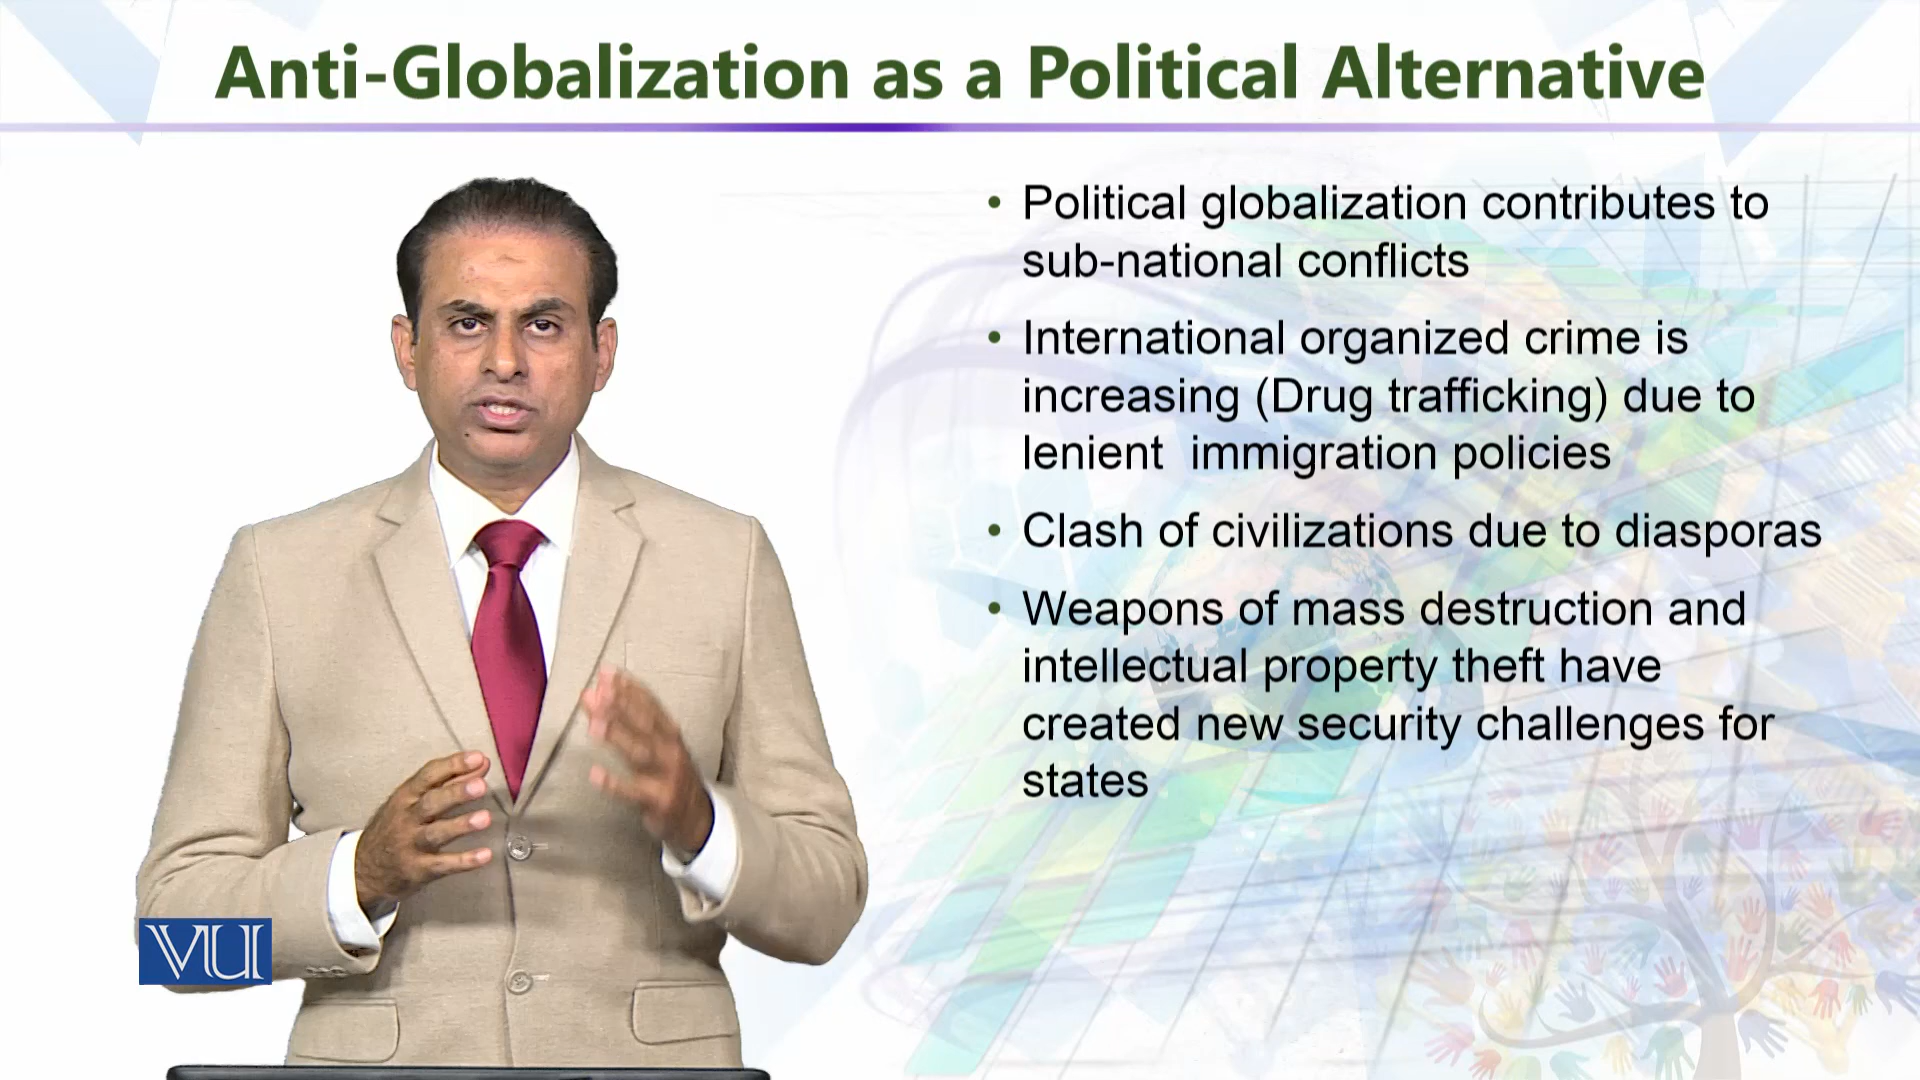 Anti-Globalization as a Political Alternative
• Political globalization contributes to
sub-national conflicts
• International organized crime is
increasing (Drug trafficking) due to
lenient  immigration policies
• Clash of civilizations due to diasporas
• Weapons of mass destruction and
intellectual property theft have
created new security challenges for
states
VU